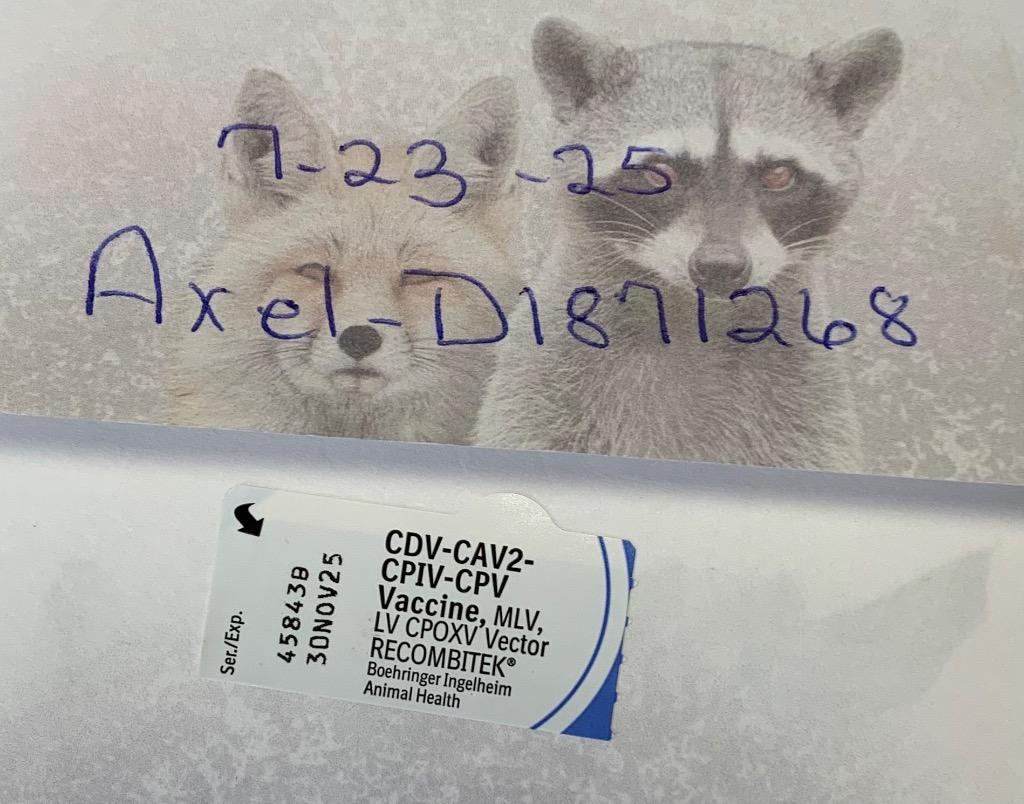 7-23-25
Axel-D1871268
Ser./Exp.
45843B
30NOV25
CDV-CAV2-
CPIV-CPV
Vaccine, MLV,
LV CPOXV Vector
RECOMBITEK®
Boehringer Ingelheim
Animal Health